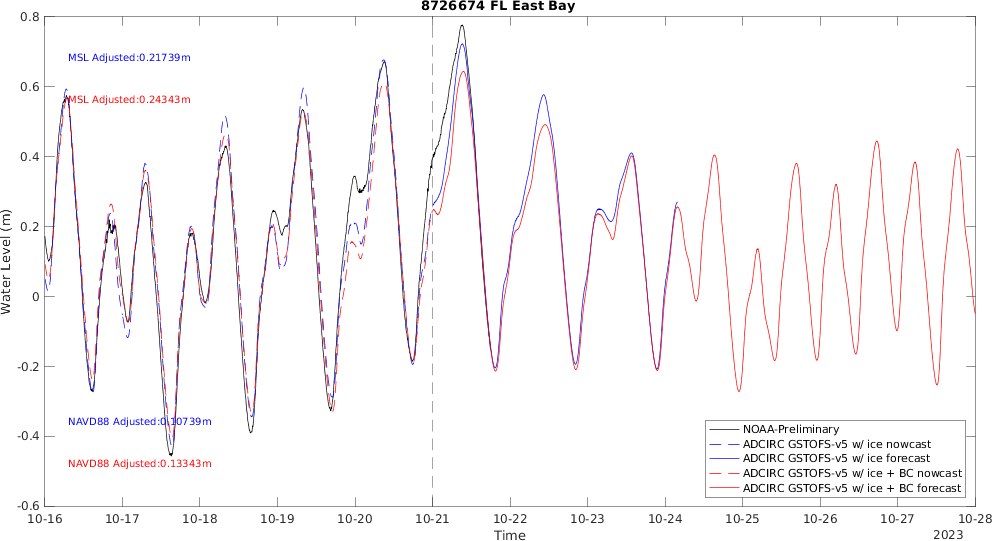 8726674 FL East Bay
0.8
MSL Adjusted:0.21739m
0.6
MSL Adjusted:0.24343m
0.4
0.2
Water Level (m)
0
-0.2
NAVD88 Adjusted:0.10739m
-0.4
NAVD88 Adjusted:0.13343m
-0.6
NOAA-Preliminary
ADCIRC GSTOFS-v5 w/ ice nowcast
ADCIRC GSTOFS-v5 w/ ice forecast
ADCIRC GSTOFS-v5 w/ ice + BC nowcast
ADCIRC GSTOFS-v5 w/ ice + BC forecast
10-16 10-17 10-18 10-19 10-20 10-21 10-22 10-23 10-24 10-25 10-26 10-27 10-28
Time
2023